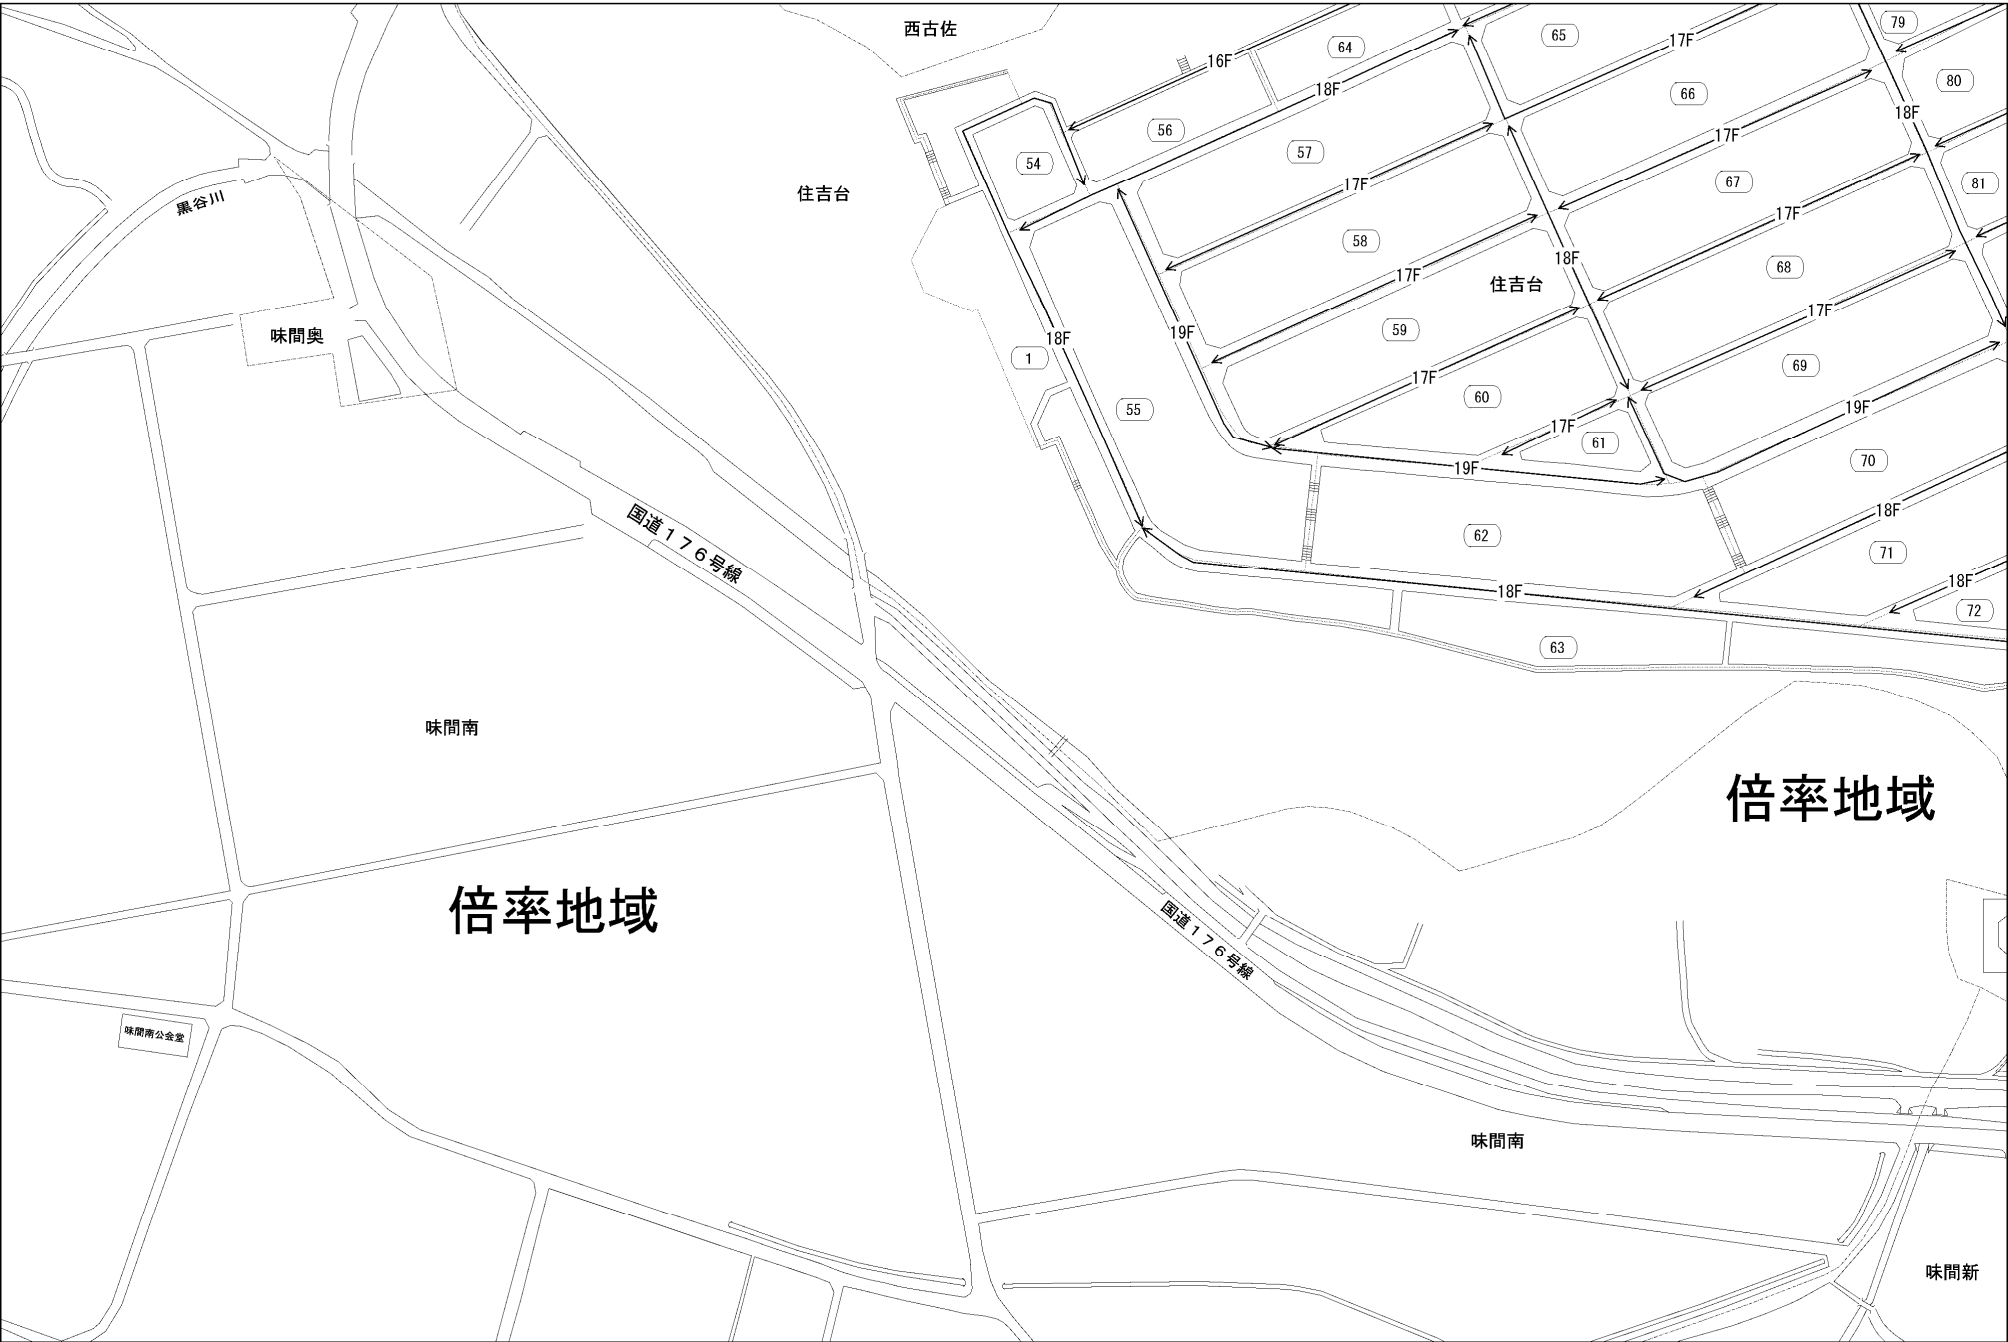 西古佐
79
65
17F
64
16F
80
18F
66
18F
56
17F
57
54
67
81
17F
住吉台
黒谷川
17F
58
18F
68
17F
住吉台
17F
19F
59
味間奥
18F
1
69
17F
60
19F
55
17F
61
70
19F
18F
国道１７６号線
62
71
18F
18F
72
63
味間南
倍率地域
倍率地域
国道１７６号線
味間南公会堂
味間南
味間新